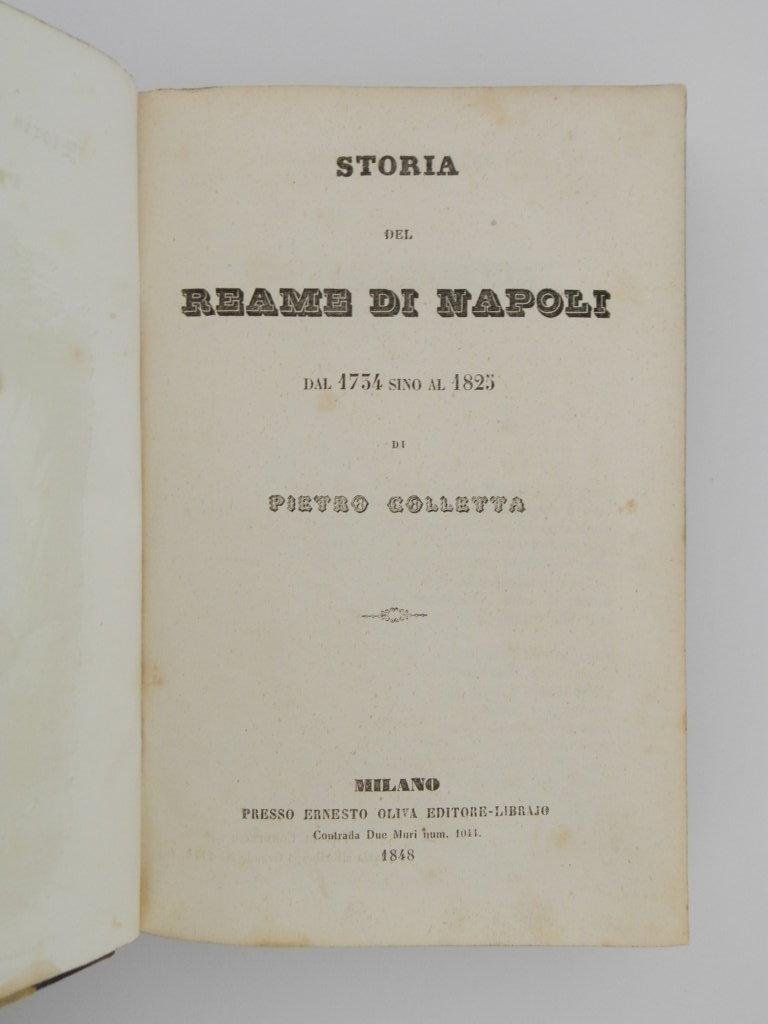 STORIA
DEL
REAME DI NAPOLI
DAL 1734 SINO AL 1825
DI
PIETRO COLLETTA
MILANO
PRESSO ERNESTO OLIVA EDITORE-LIBRAJO
Contrada Due Muri num. 1044.
1848